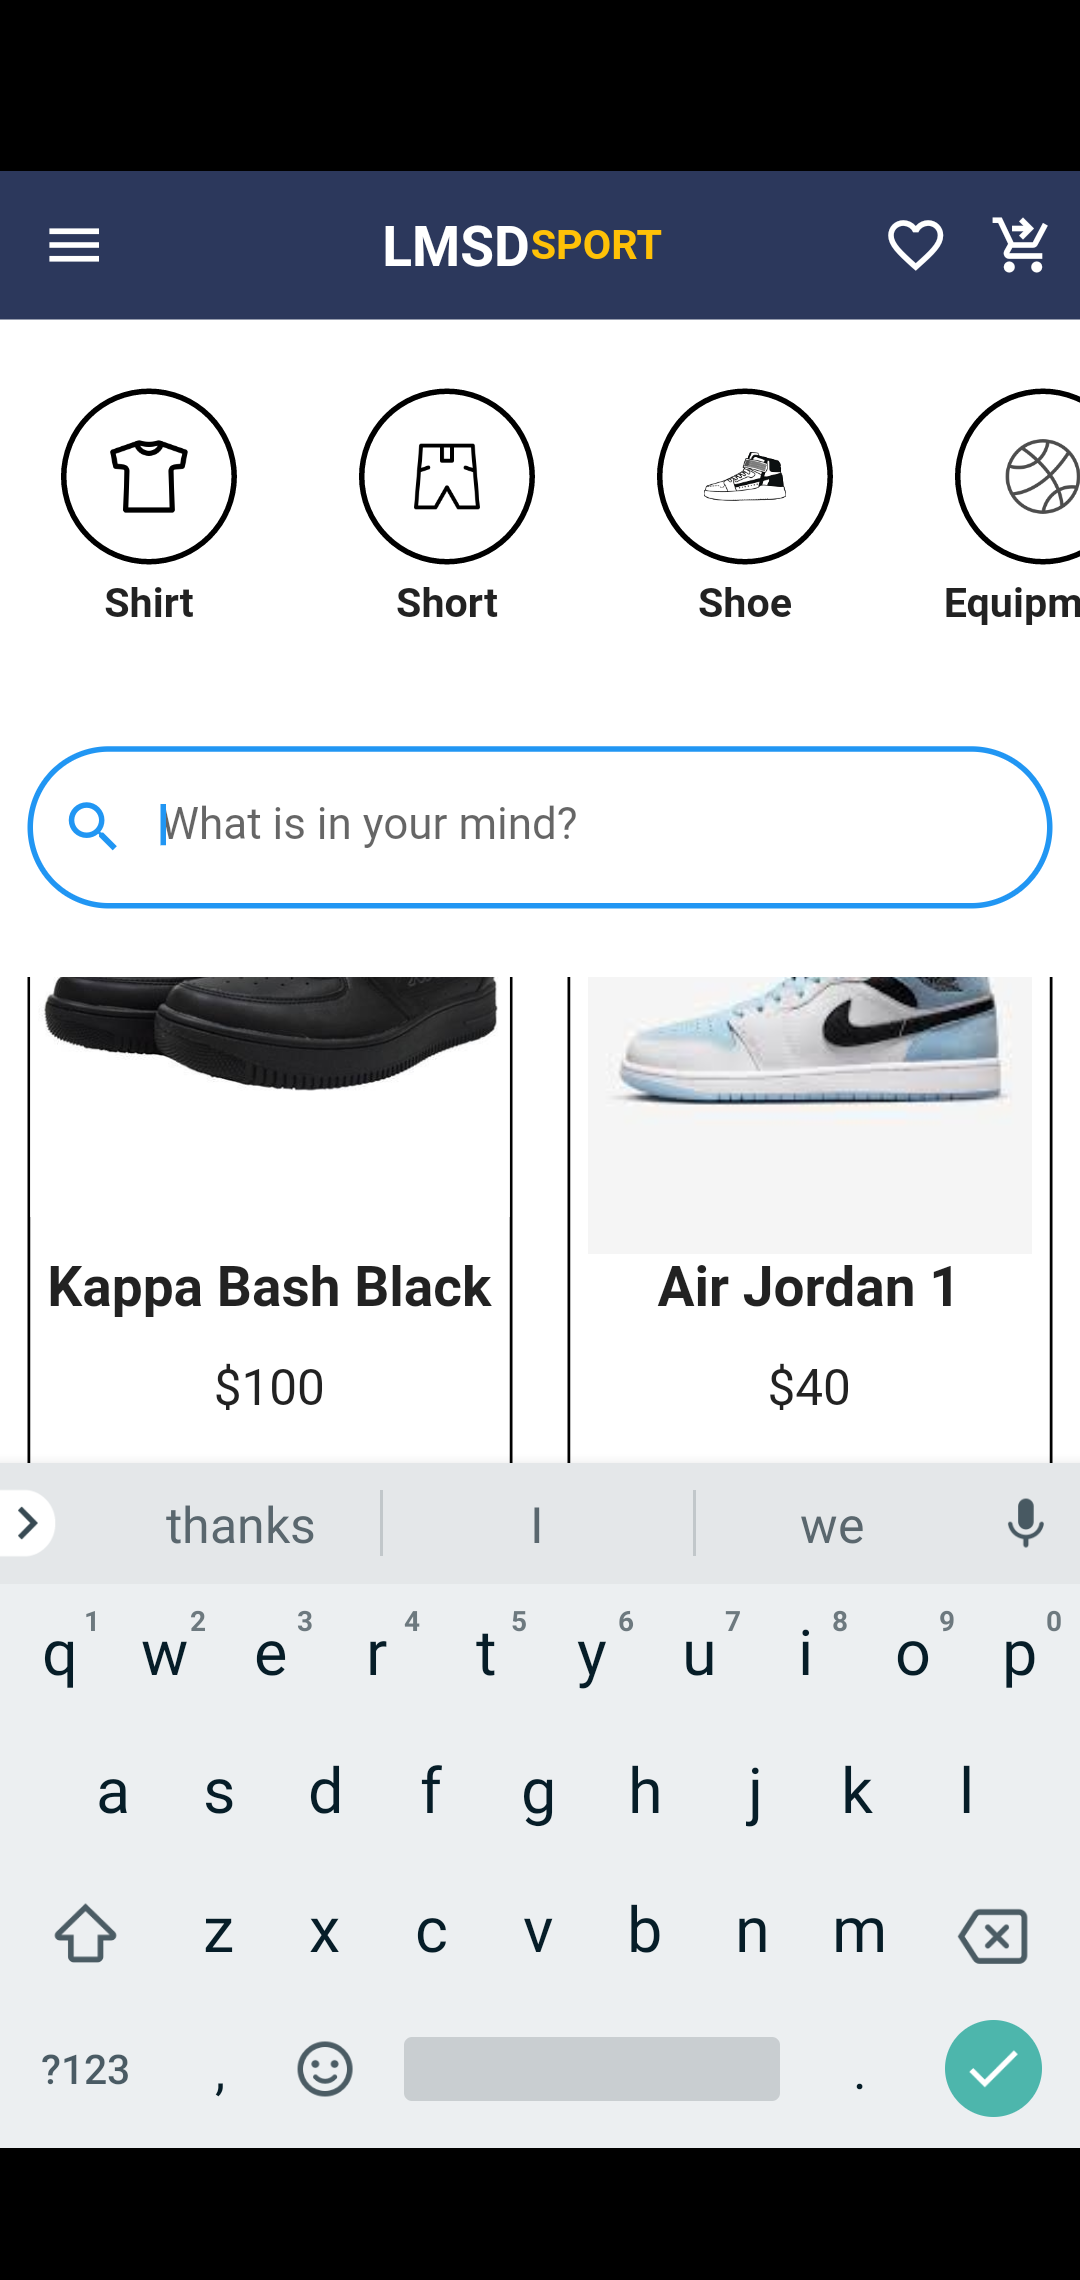 LMSDSPORT
Shirt Short Shoe Equipm
What is in your mind?
Kappa Bash Black Air Jordan 1
$100 $40
thanks I we
1 2 3 4 5 6 7 8 9 0
q w e r t y u i o p
a s d f g h j k l
z x c v b n m
?123 , .